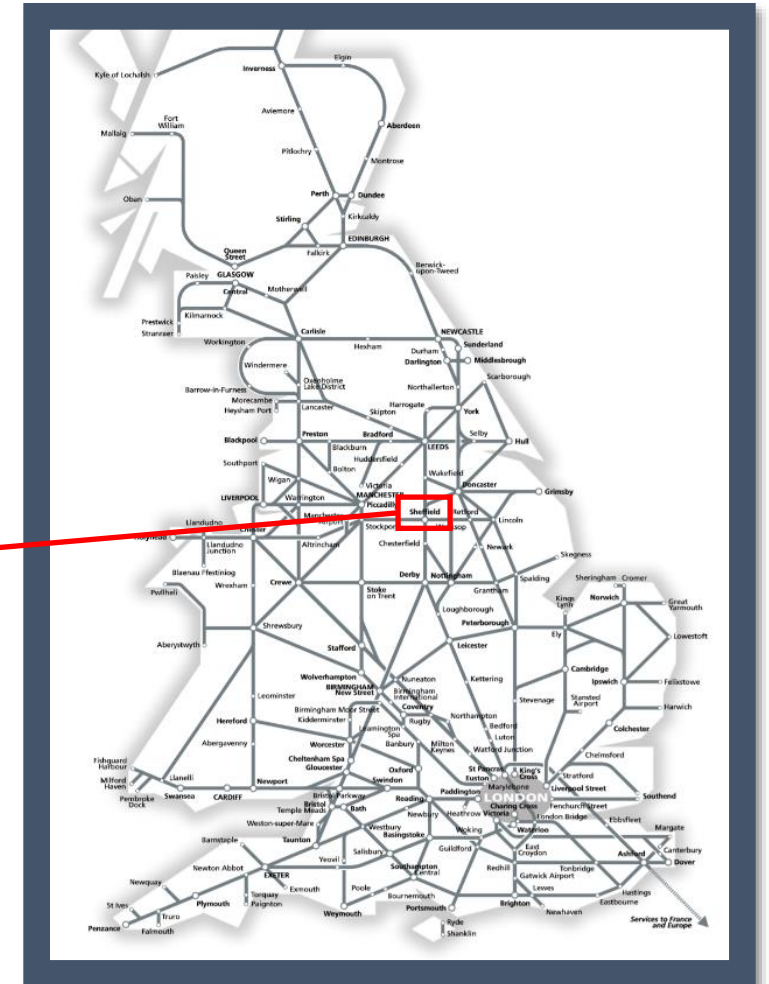 Elgin
Inverness
Kyle of Lochalsh
Aviemore
Fort
William
Aberdeen
Mallaig
Pitlochry
Montrose
Perth
Dundee
Oban
Stirling
Kirkcaldy
EDINBURGH
Queen
Street
Falkirk
Berwick-
upon-Tweed
Paisley
GLASGOW
Central
Motherwell
Prestwick
Kilmarnock
Stranraer
Carlisle
NEWCASTLE
Workington
Hexham
Sunderland
Durham
Darlington
Middlesbrough
Windermere
Scarborough
Oxenholme
Lake District
Barrow-in-Furness
Northallerton
Morecambe
Heysham Port
Lancaster
Harrogate
York
Skipton
Blackpool
Preston
Bradford
Selby
Blackburn
LEEDS
Hull
Southport
Huddersfield
Bolton
Wakefield
Wigan
Victoria
Doncaster
MANCHESTER
LIVERPOOL
Warrington
Piccadilly
Sheffield
Retford
Grimsby
Manchester
Airport
Stockport
Worksop
Lincoln
Llandudno
Holyhead
Chester
Llandudno
Junction
Altrincham
Chesterfield
Newark
Skegness
Blaenau Ffestiniog
Pwllheli
Wrexham
Crewe
Stoke
on Trent
Derby
Nottingham
Grantham
Spalding
Sheringham
Cromer
Kings
Lynn
Norwich
Great
Yarmouth
Loughborough
Shrewsbury
Peterborough
Ely
Lowestoft
Aberystwyth
Stafford
Leicester
Wolverhampton
BIRMINGHAM
New Street
Nuneaton
Birmingham
International
Kettering
Cambridge
Ipswich
Felixstowe
Leominster
Birmingham Moor Street
Coventry
Stevenage
Stansted
Airport
Harwich
Kidderminster
Rugby
Northampton
Hereford
Leamington
Spa
Bedford
Colchester
Worcester
Banbury
Milton
Keynes
Luton
Abergavenny
Watford Junction
Chelmsford
Cheltenham Spa
Gloucester
Oxford
St Pancras
Euston
King's
Cross
Stratford
Fishguard
Harbour
Llanelli
Newport
Swindon
Marylebone
Liverpool Street
Milford
Haven
Bristol Parkway
Paddington
LONDON
Southend
Pembroke
Dock
Swansea
CARDIFF
Bristol
Temple Meads
Bath
Reading
Charing Cross
Fenchurch Street
Newbury
Heathrow
Victoria
London Bridge
Ebbsfleet
Weston-super-Mare
Westbury
Basingstoke
Woking
Waterloo
Margate
Barnstaple
Taunton
Guildford
East
Croydon
Canterbury
Yeovil
Salisbury
Ashford
Dover
Newton Abbot
EXETER
Southampton
Central
Redhill
Tonbridge
Gatwick Airport
Newquay
Exmouth
Poole
Lewes
Hastings
Torquay
Paignton
Bournemouth
Eastbourne
St Ives
Plymouth
Weymouth
Portsmouth
Brighton
Newhaven
Truro
Penzance
Falmouth
Ryde
Shanklin
Services to France
and Europe